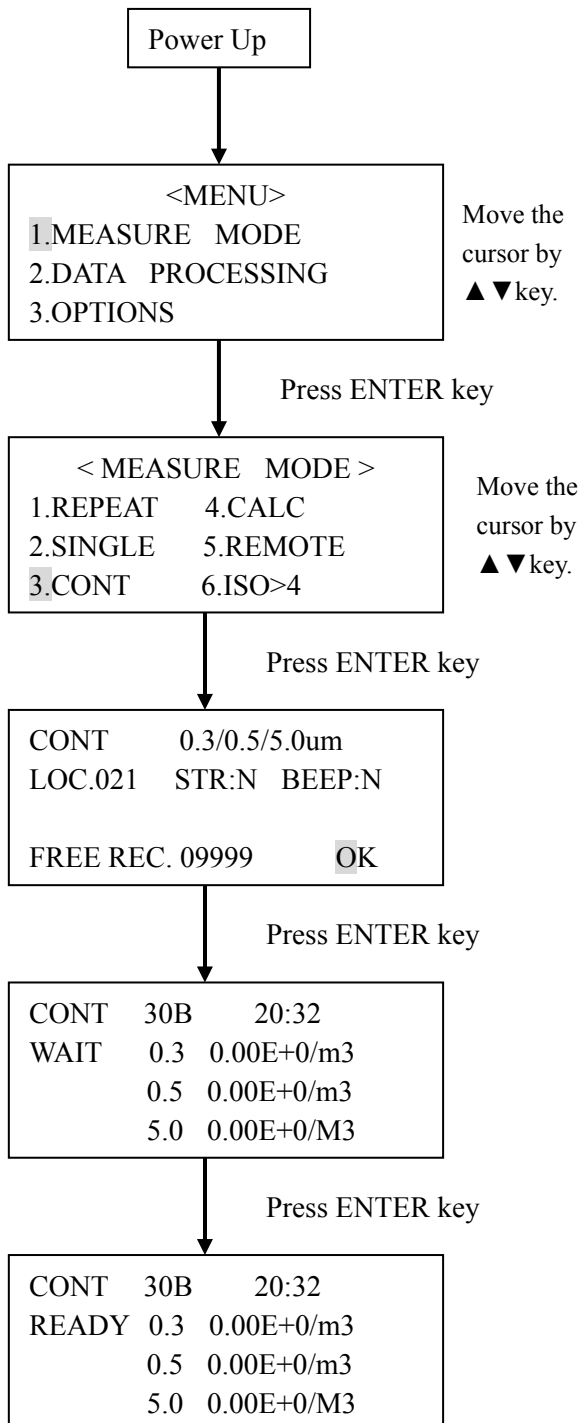 Power Up
<MENU>
1.MEASURE MODE
2.DATA PROCESSING
3.OPTIONS
Move the
cursor by
▲▼key.
Press ENTER key
< MEASURE MODE >
1.REPEAT 4.CALC
2.SINGLE 5.REMOTE
3.CONT 6.ISO>4
Move the
cursor by
▲▼key.
Press ENTER key
CONT 0.3/0.5/5.0um
LOC.021 STR:N BEEP:N
FREE REC. 09999 OK
Press ENTER key
CONT 30B 20:32
WAIT 0.3 0.00E+0/m3
0.5 0.00E+0/m3
5.0 0.00E+0/M3
Press ENTER key
CONT 30B 20:32
READY 0.3 0.00E+0/m3
0.5 0.00E+0/m3
5.0 0.00E+0/M3